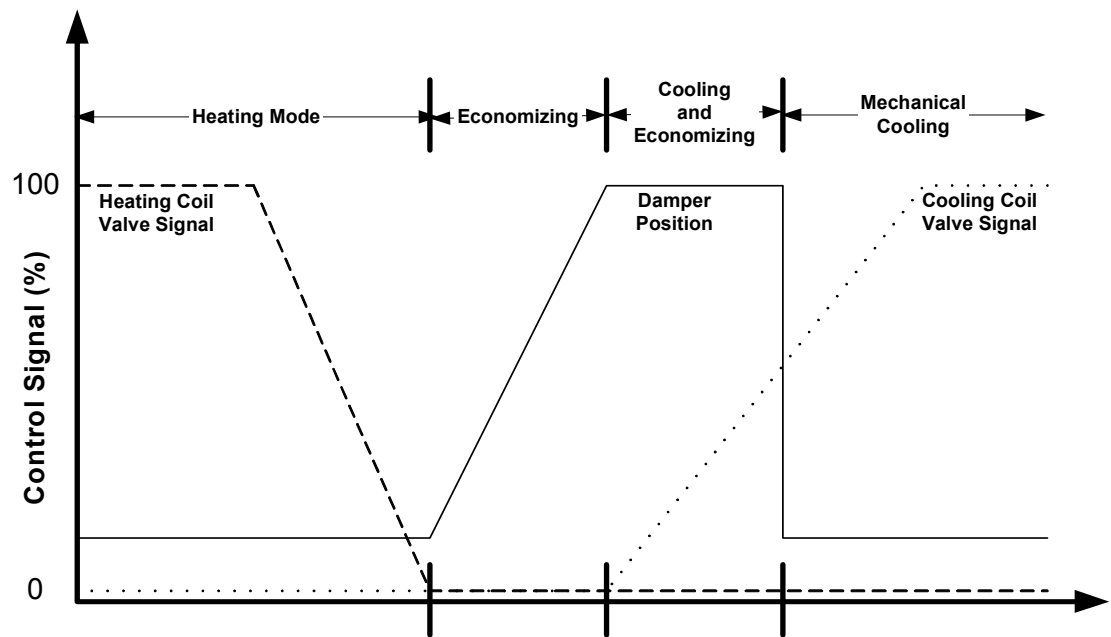 Heating Mode
Economizing
Cooling
and
Economizing
Mechanical
Cooling
100
Heating Coil
Valve Signal
Damper
Position
Cooling Coil
Valve Signal
Control Signal (%)
0